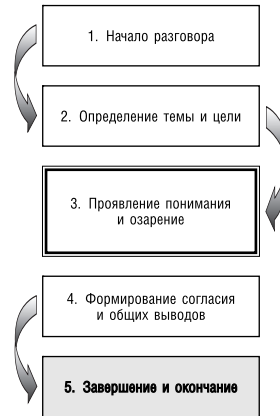 1. Начало разговора
2. Определение темы и цели
3. Проявление понимания
и озарение
4. Формирование согласия
и общих выводов
5. Завершение и окончание